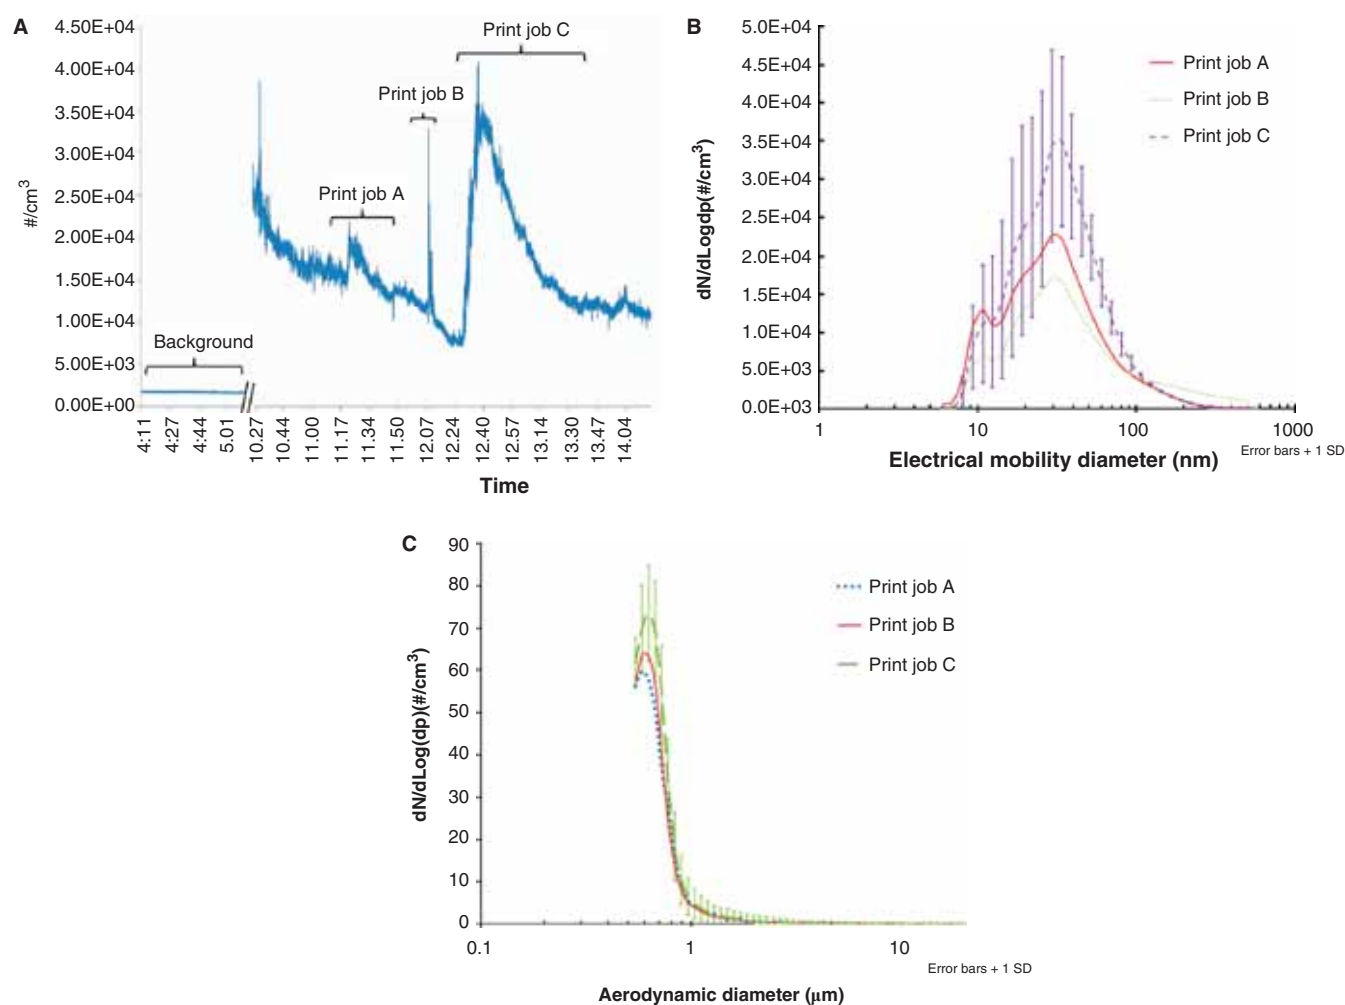 A
4.50E+04
4.00E+04
3.50E+04
3.00E+04
2.50E+04
2.00E+04
1.50E+04
1.00E+04
5.00E+03
0.00E+00
#/cm3
Background
Print job A
Print job B
Print job C
4:11
4:27
4:44
5.01
10.27
10.44
11.00
11.17
11.34
11.50
12.07
12.24
12.40
12.57
13.14
13.30
13.47
14.04
Time
B
5.0E+04
4.5E+04
4.0E+04
3.5E+04
3.0E+04
2.5E+04
2.0E+04
1.5E+04
1.0E+04
5.0E+03
0.0E+03
dN/dLogdp(#/cm3)
Print job A
Print job B
Print job C
1
10
100
1000
Electrical mobility diameter (nm)
Error bars + 1 SD
C
90
80
70
60
50
40
30
20
10
0
dN/dLog(dp)(#/cm3)
Print job A
Print job B
Print job C
0.1
1
10
Error bars + 1 SD
Aerodynamic diameter (μm)